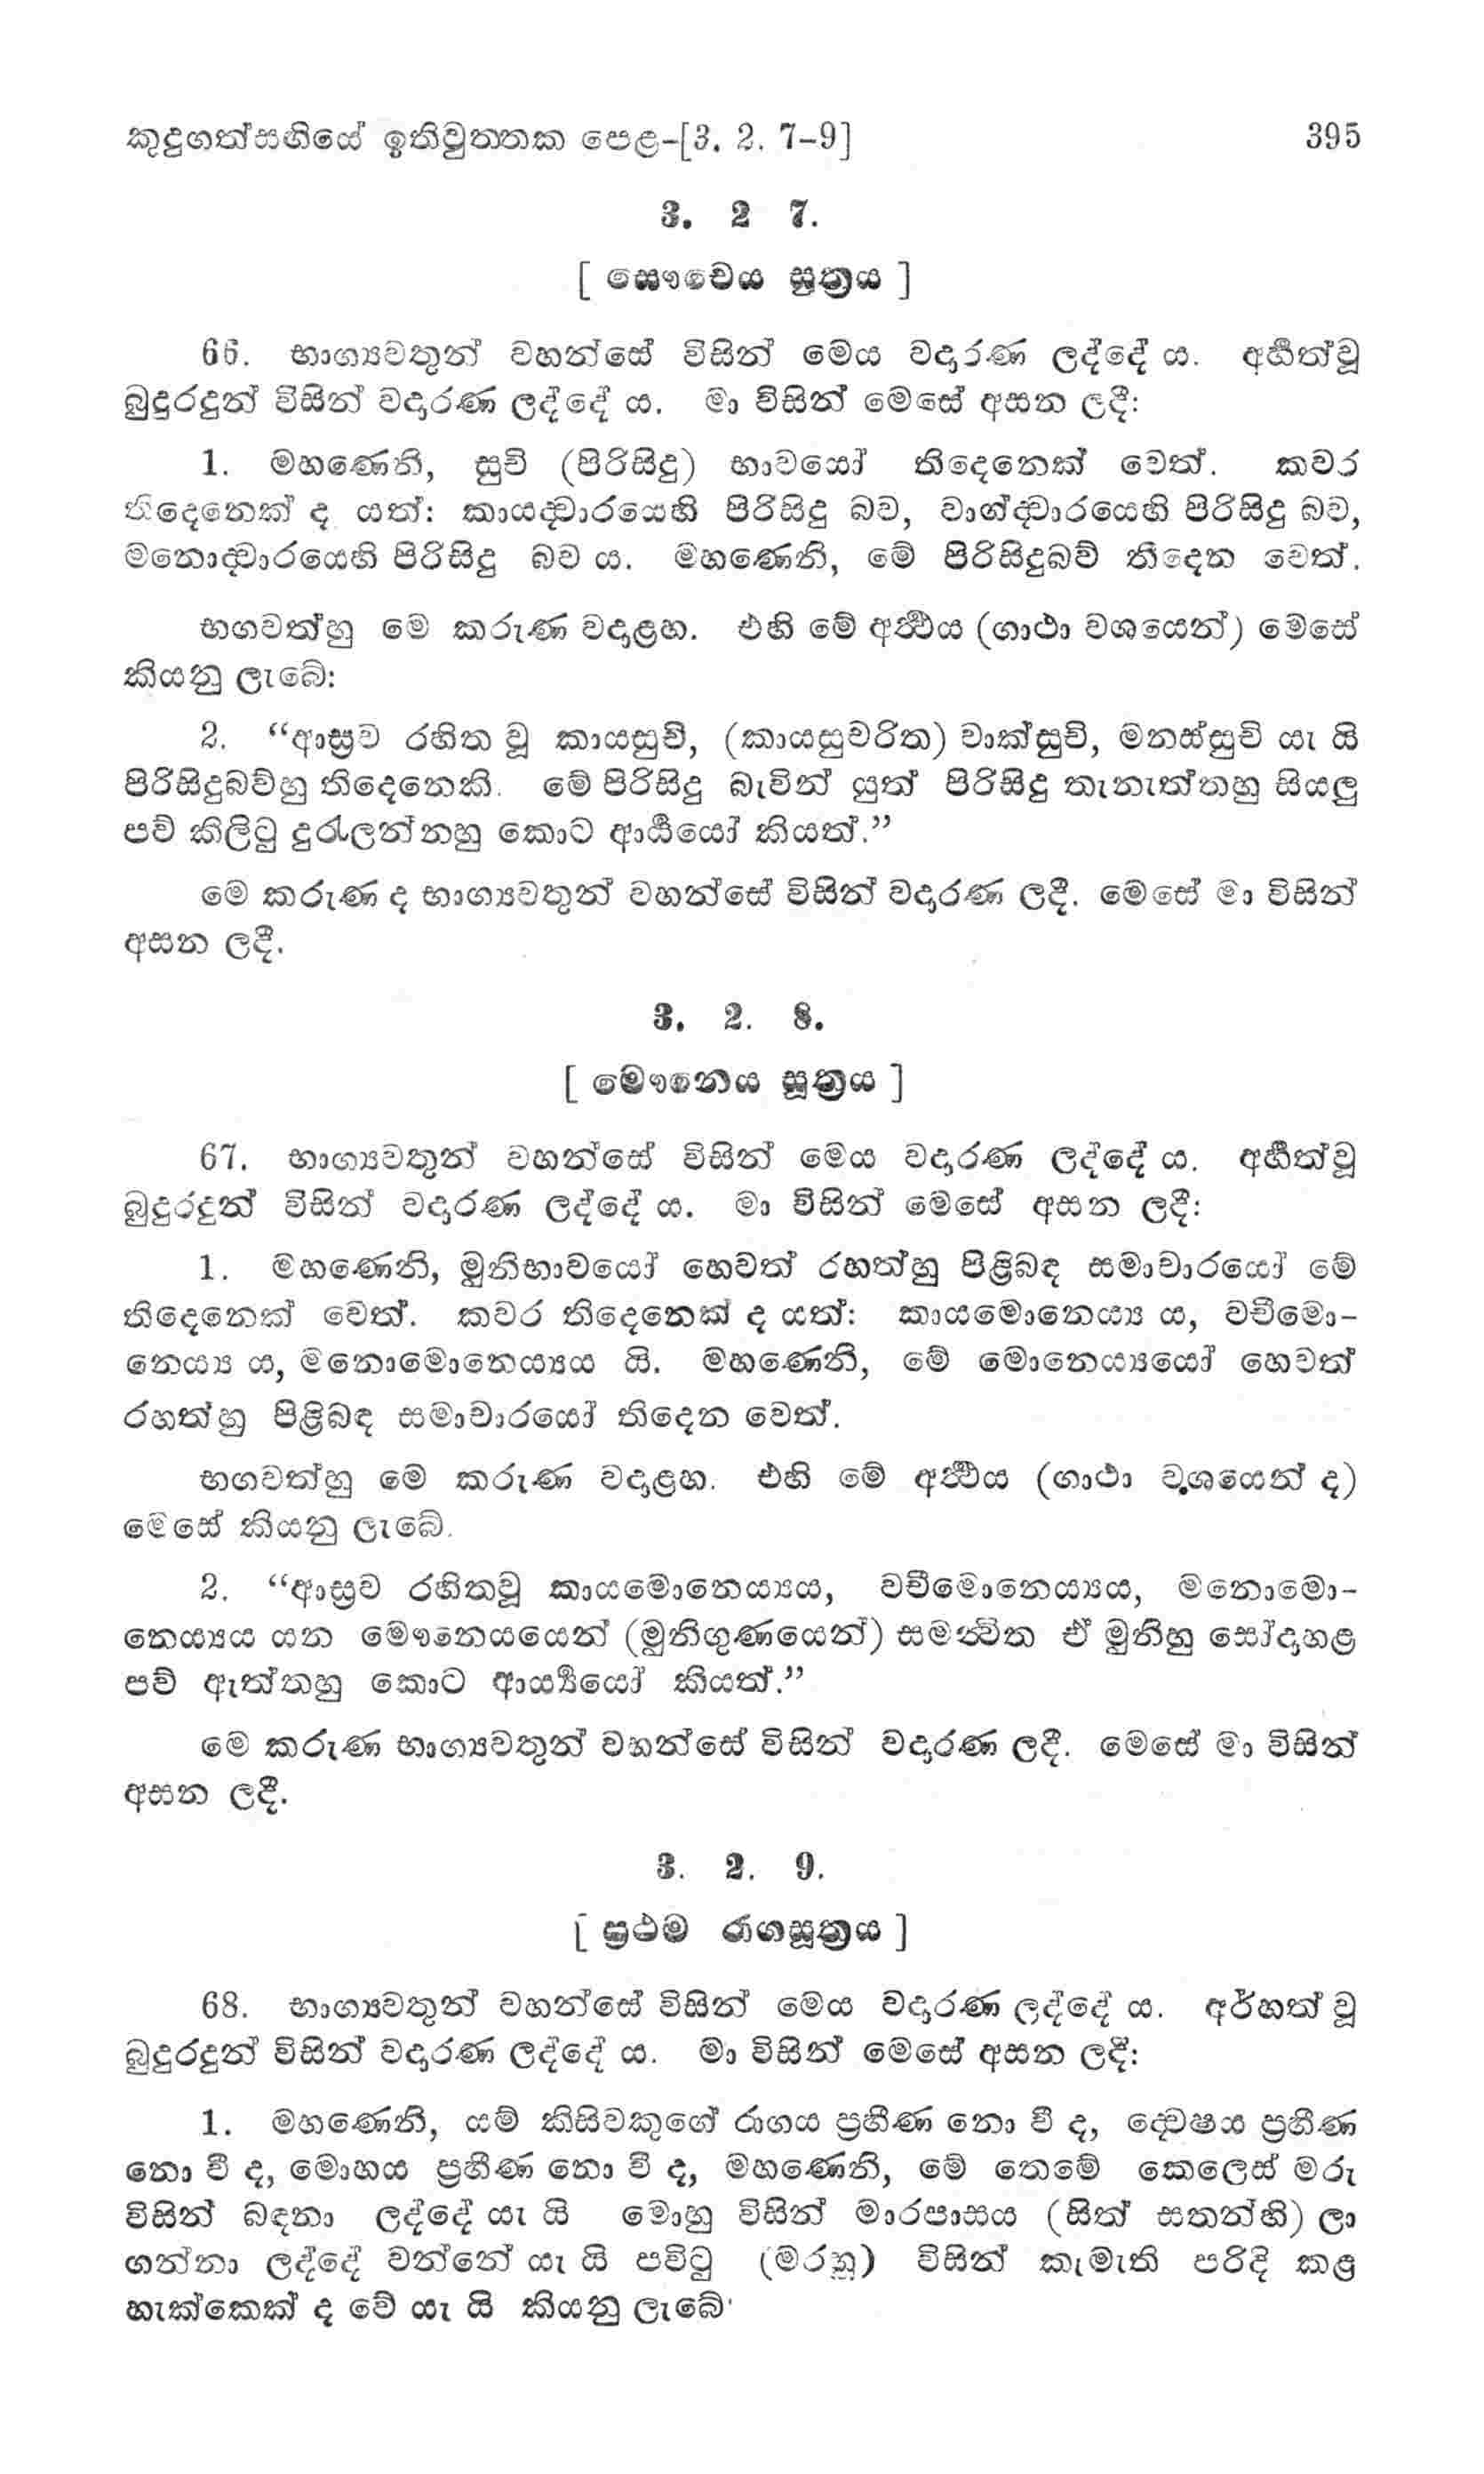 කුදුගත්සඟියේ ඉතිවුත්තක පෙළ–[3. 2. 7–9] 395
3. 2 7.
[ සෞචෙය සූත්‍රය ]
66. භාග්‍යවතුන් වහන්සේ විසින් මෙය වදාරණ ලද්දේ ය. අර්‍හත්වූ
බුදුරදුන් විසින් වදාරණ ලද්දේ ය. මා විසින් මෙසේ අසන ලදී:
1. මහණෙනි, සුචි (පිරිසිදු) භාවයෝ තිදෙනෙක් වෙත්. කවර
තිදෙනෙක් ද යත්: කායද්‍වාරයෙහි පිරිසිදු බව, වාග්ද්‍වාරයෙහි පිරිසිදු බව,
මනොද්‍වාරයෙහි පිරිසිදු බව ය. මහණෙනි, මේ පිරිසිදුබව් තිදෙන වෙත්.
භගවත්හු මෙ කරුණ වදාළහ. එහි මේ අර්‍ත්‍ථය (ගාථා වශයෙන්) මෙසේ
කියනු ලැබේ:
2. “ආස්‍රව රහිත වූ කායසුචි, (කායසුචරිත) වාක්සුචි, මනස්සුචි යැ යි
පිරිසිදුබව්හු තිදෙනෙකි. මේ පිරිසිදු බැවින් යුත් පිරිසිදු තැනැත්තහු සියලු
පව් කිලිටු දුරැලන්නහු කොට ආර්‍ය්‍යයෝ කියත්.”
මෙ කරුණ ද භාග්‍යවතුන් වහන්සේ විසින් වදාරණ ලදී. මෙසේ මා විසින්
අසන ලදී.
3. 2. 8.
[ මෞනෙය සූත්‍රය ]
67. භාග්‍යවතුන් වහන්සේ විසින් මෙය වදාරණ ලද්දේ ය. අර්‍හත්වූ
බුදුරදුන් විසින් වදාරණ ලද්දේ ය. මා විසින් මෙසේ අසන ලදී:
1. මහණෙනි, මුනිභාවයෝ හෙවත් රහත්හු පිළිබඳ සමාචාරයෝ මේ
තිදෙනෙක් වෙත්. කවර තිදෙනෙක් ද යත්: කායමොනෙය්‍ය ය, වචීමො-
නෙය්‍ය ය, මනොමොනෙය්‍යය යි. මහණෙනි, මේ මොනෙය්‍යයෝ හෙවත්
රහත්හු පිළිබඳ සමාචාරයෝ තිදෙන වෙත්.
භගවත්හු මෙ කරුණ වදාළහ. එහි මේ අර්‍ත්‍ථය (ගාථා වශයෙන් ද)
මෙසේ කියනු ලැබේ.
2. “ආස්‍රව රහිතවූ කායමොනෙය්‍යය, වචීමොනෙය්‍යය, මනොමො-
නෙය්‍යය යන මෞනෙයයෙන් (මුනිගුණයෙන්) සමන්‍විත ඒ මුනිහු සෝදාහළ
පව් ඇත්තහු කොට ආර්‍ය්‍යයෝ කියත්.”
මෙ කරුණ භාග්‍යවතුන් වහන්සේ විසින් වදාරණ ලදී. මෙසේ මා විසින්
අසන ලදී.
3. 2. 9.
[ ප්‍රථම රාගසූත්‍රය ]
68. භාග්‍යවතුන් වහන්සේ විසින් මෙය වදාරණ ලද්දේ ය. අර්හත් වූ
බුදුරදුන් විසින් වදාරණ ලද්දේ ය. මා විසින් මෙසේ අසන ලදී:
1. මහණෙනි, යම් කිසිවකුගේ රාගය ප්‍රහීණ නො වී ද, ද්‍වෙෂය ප්‍රහීණ
නො වී ද, මොහය ප්‍රහීණ නො වී ද, මහණෙනි, මේ තෙමේ කෙලෙස් මරු
විසින් බඳනා ලද්දේ යැ යි මොහු විසින් මාරපාසය (සිත් සතන්හි) ලා
ගන්නා ලද්දේ වන්නේ යැ යි පවිටු (මරහු) විසින් කැමැති පරිදි කළ
හැක්කෙක් ද වේ යැ යි කියනු ලැබේ.